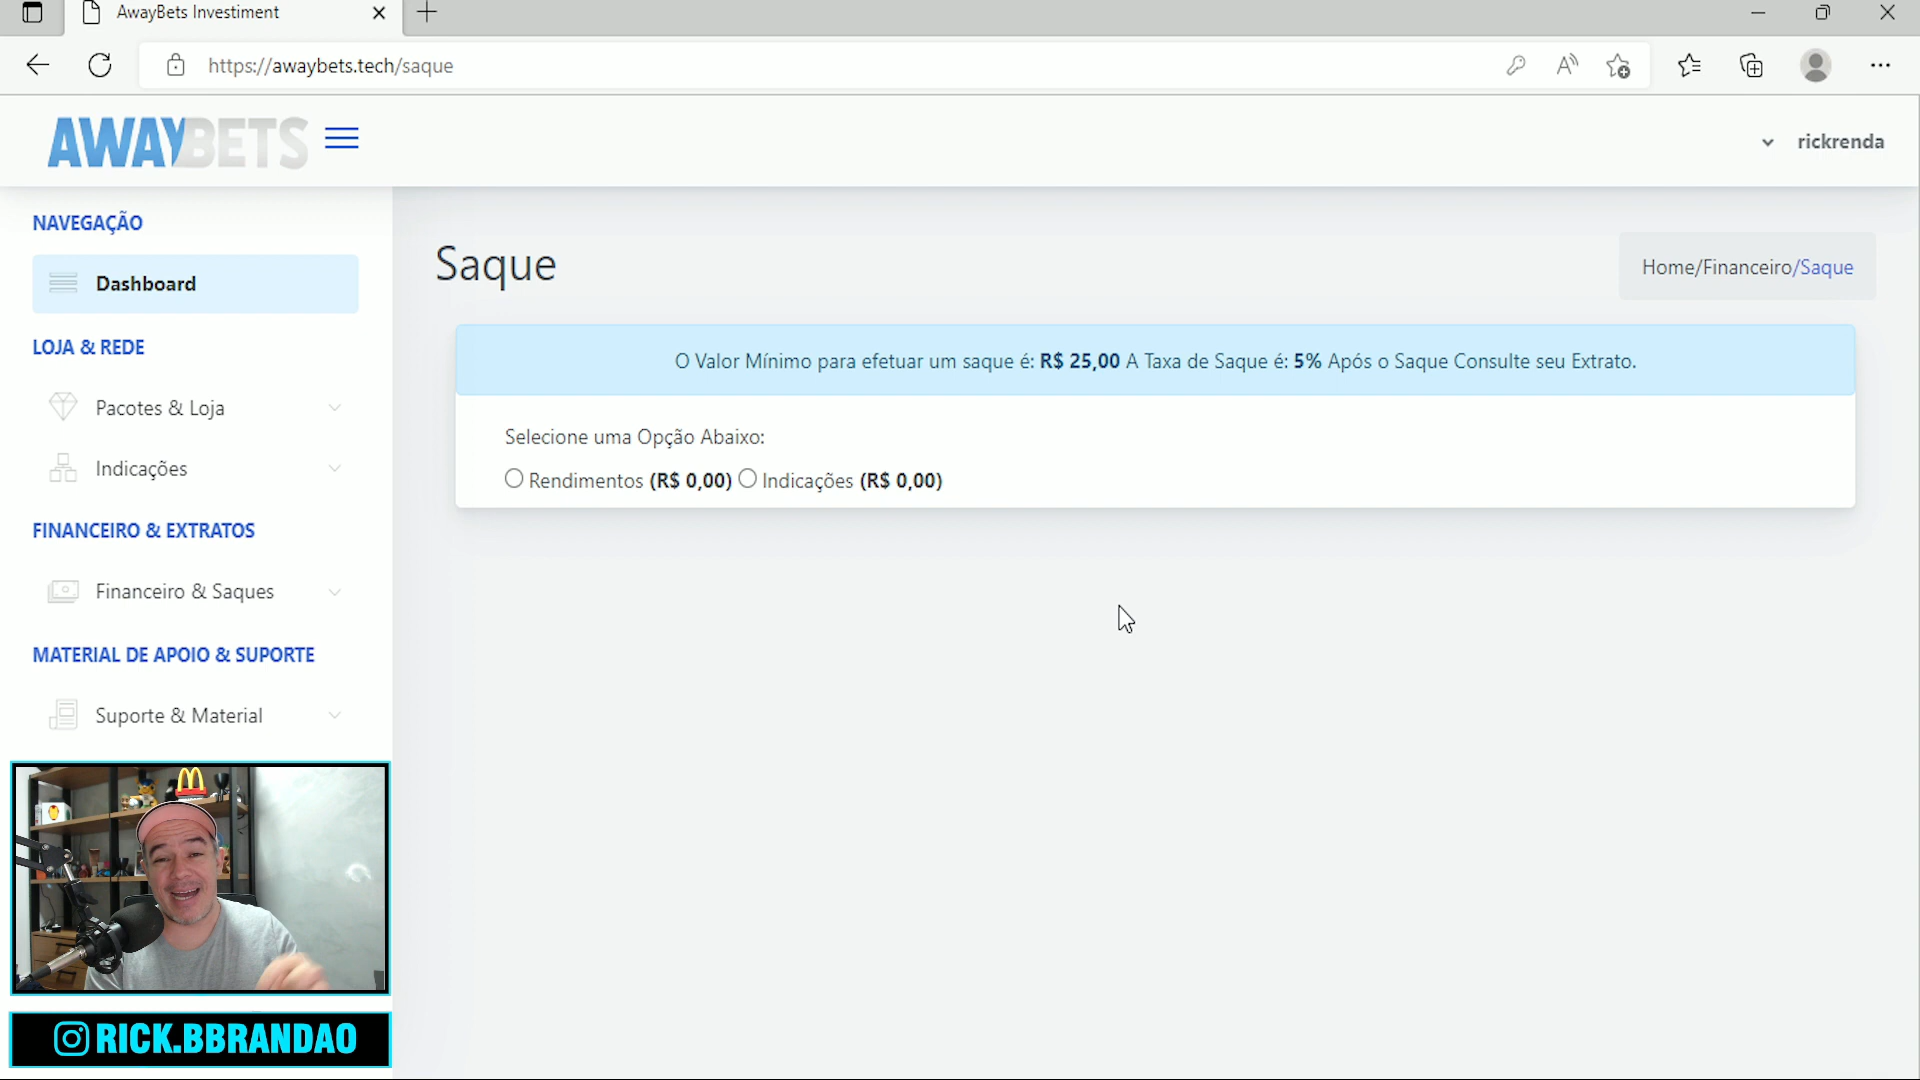 AwayBets Investiment
https://awaybets.tech/saque
AWAYBETS
rickrenda
NAVEGAÇÃO
Dashboard
LOJA & REDE
Pacotes & Loja
Indicações
FINANCEIRO & EXTRATOS
Financeiro & Saques
MATERIAL DE APOIO & SUPORTE
Suporte & Material
Saque
Home/Financeiro/Saque
O Valor Mínimo para efetuar um saque é: R$ 25,00 A Taxa de Saque é: 5% Após o Saque Consulte seu Extrato.
Selecione uma Opção Abaixo:
Rendimentos (R$ 0,00) Indicações (R$ 0,00)
RICK.BBRANDAO